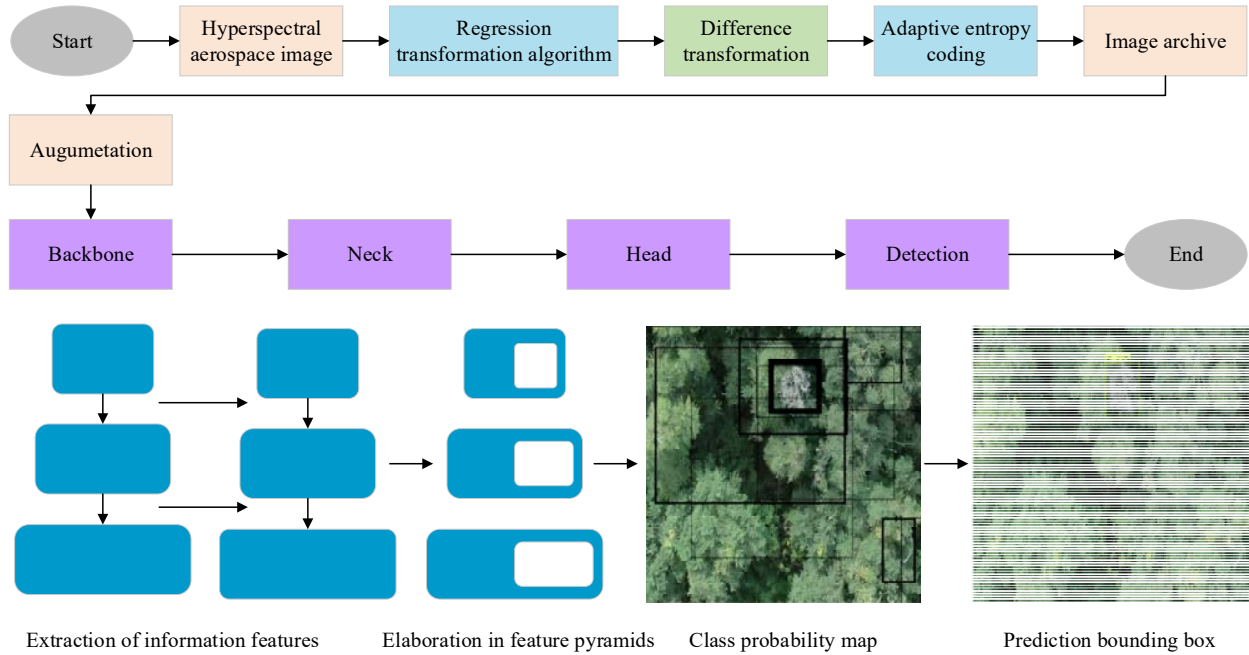 Start
Hyperspectral
aerospace image
Regression
transformation algorithm
Difference
transformation
Adaptive entropy
coding
Image archive
Augumetation
Backbone
Neck
Head
Detection
End
Extraction of information features
Elaboration in feature pyramids
Class probability map
Prediction bounding box